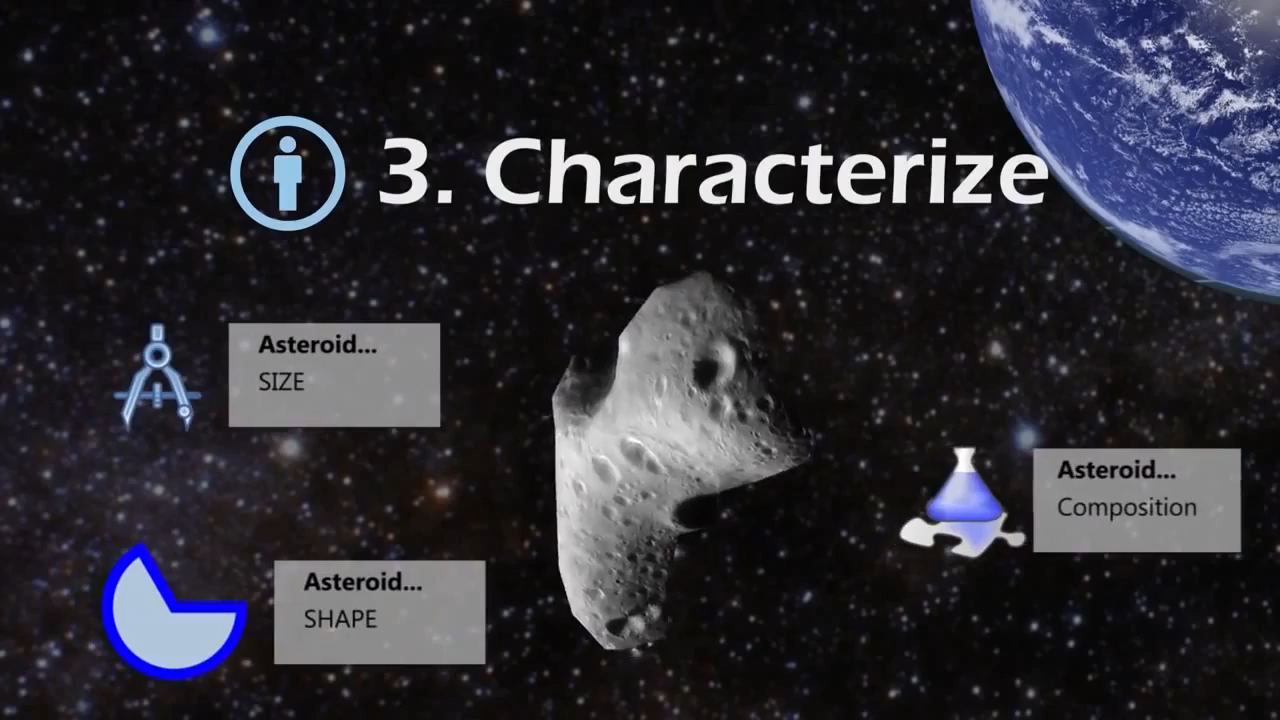 3. Characterize
Asteroid...
SIZE
Asteroid...
Composition
Asteroid...
SHAPE